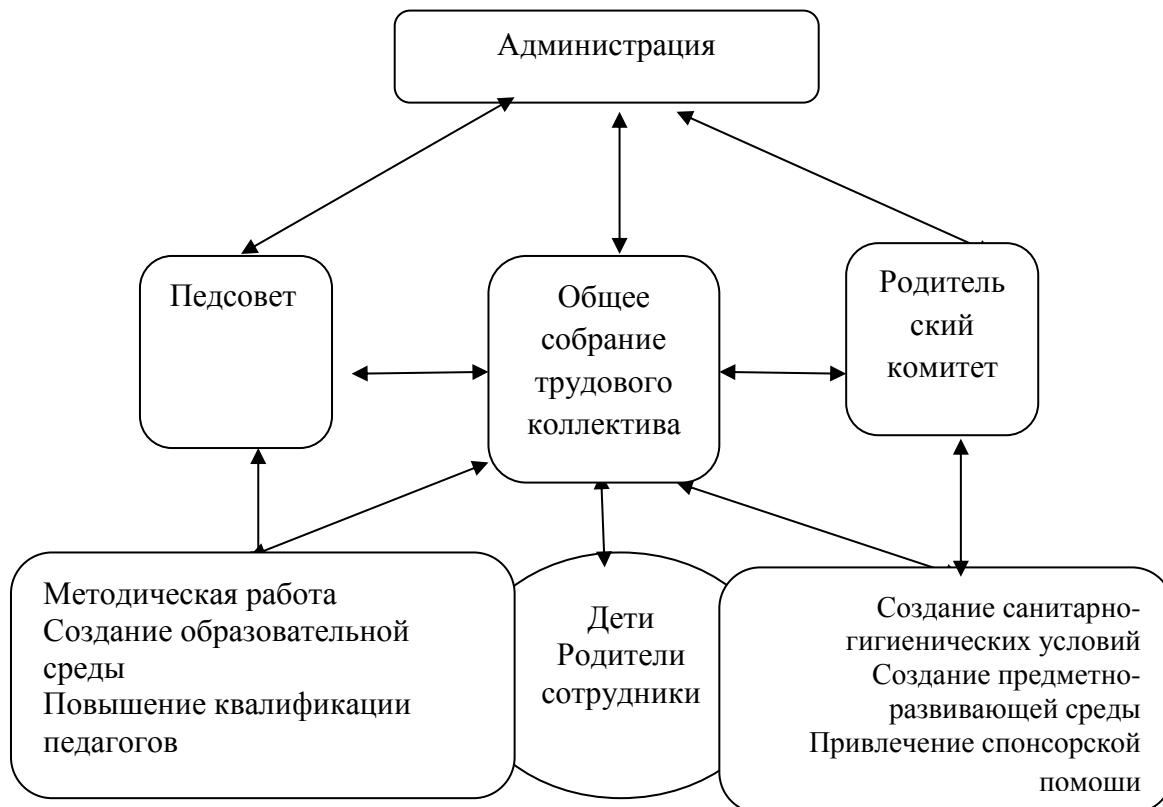 Администрация
Педсовет
Общее
собрание
трудового
коллектива
Родитель
ский
комитет
Методическая работа
Создание образовательной
среды
Повышение квалификации
педагогов
Дети
Родители
сотрудники
Создание санитарно-
гигиенических условий
Создание предметно-
развивающей среды
Привлечение спонсорской
помоши